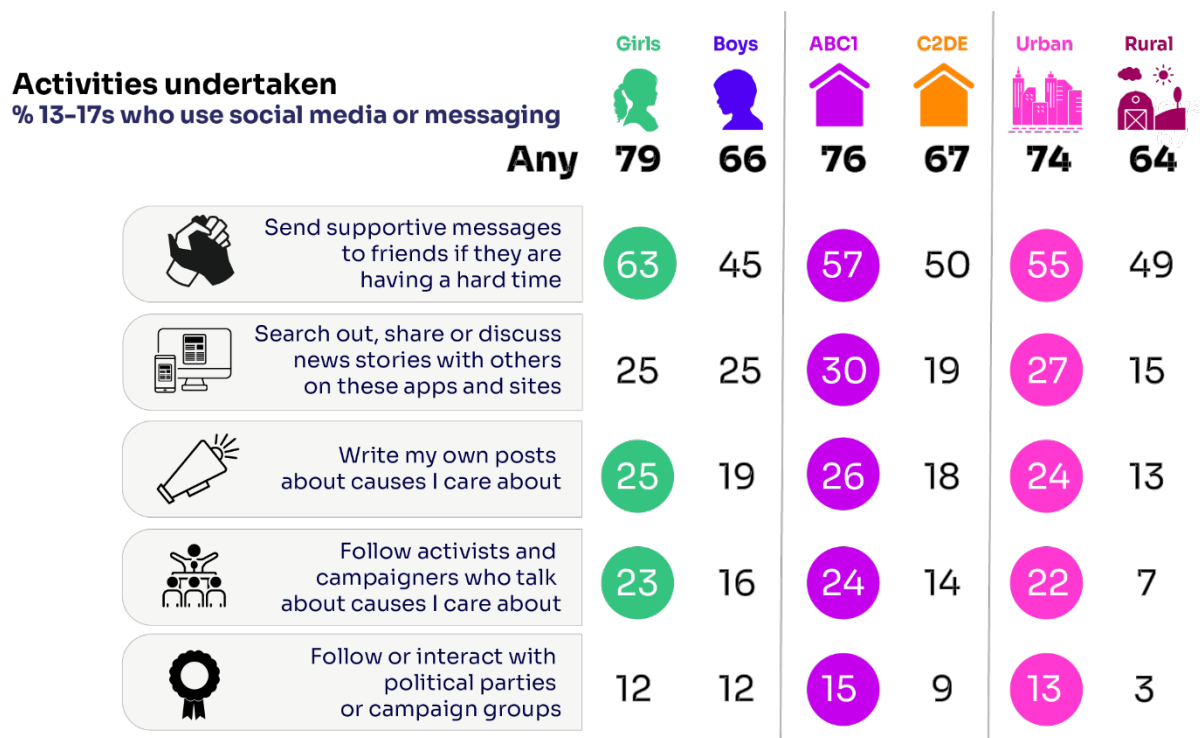 Girls Boys ABC1 C2DE Urban Rural
Activities undertaken
% 13-17s who use social media or messaging
Any 79 66 76 67 74 64
Send supportive messages
to friends if they are
having a hard time
63 45 57 50 55 49
Search out, share or discuss
news stories with others
on these apps and sites
25 25 30 19 27 15
Write my own posts
about causes I care about
25 19 26 18 24 13
Follow activists and
campaigners who talk
about causes I care about
23 16 24 14 22 7
Follow or interact with
political parties
or campaign groups
12 12 15 9 13 3